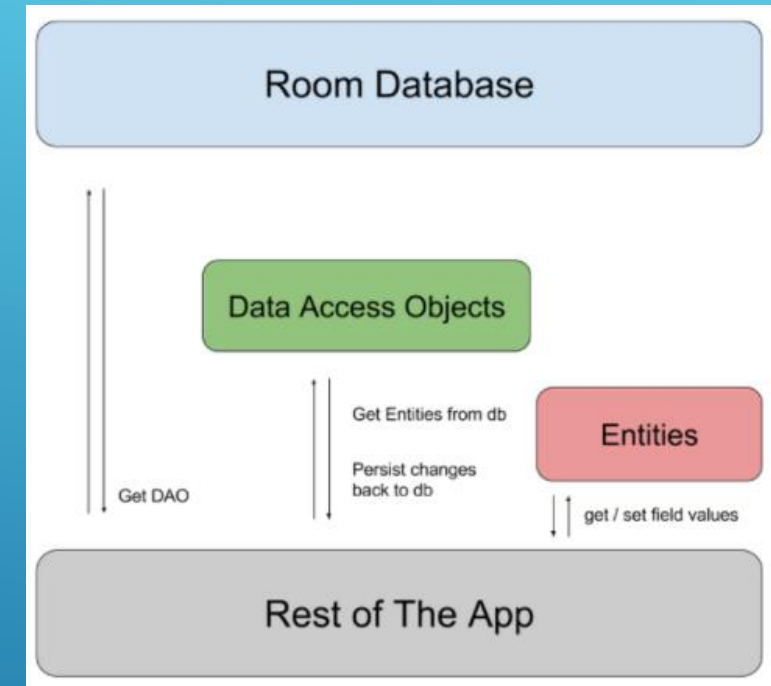 Room Database
Data Access Objects
Get Entities from db
Persist changes
back to db
Entities
Get DAO
get / set field values
Rest of The App